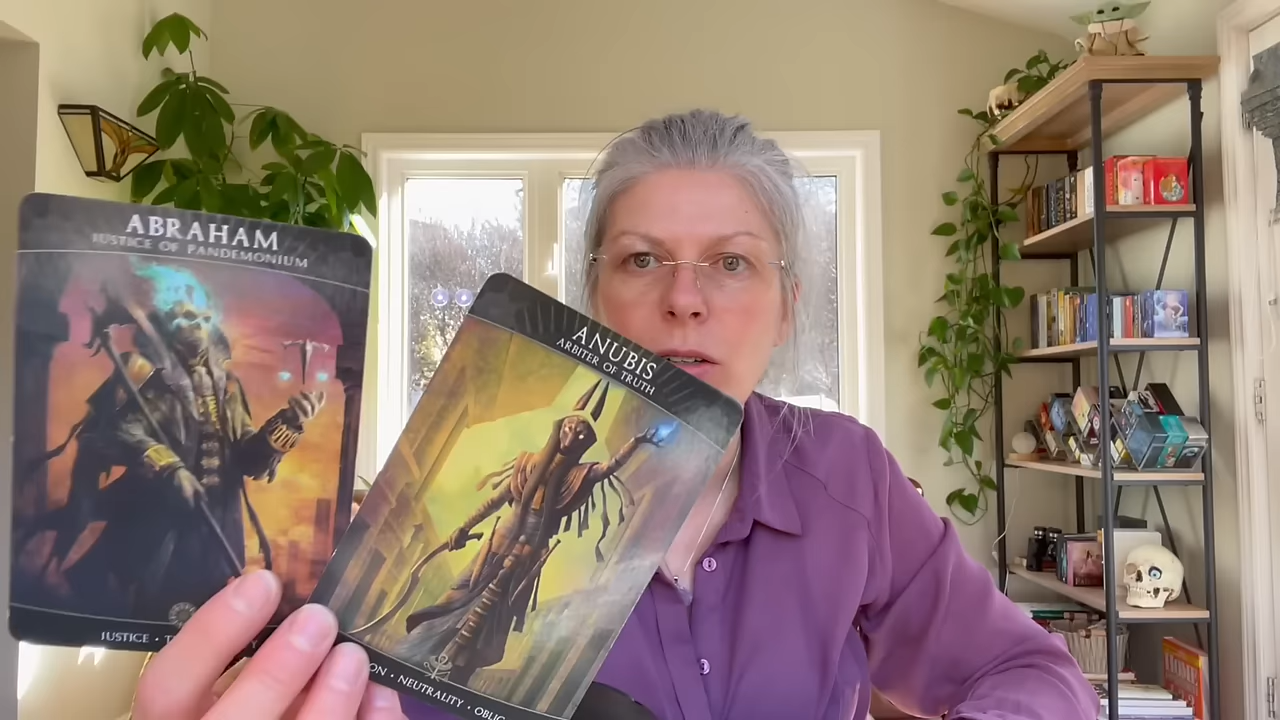 ABRAHAM
JUSTICE OF PANDEMONIUM
JUSTICE •
ANUBIS
ARBITER OF TRUTH
• NEUTRALITY •